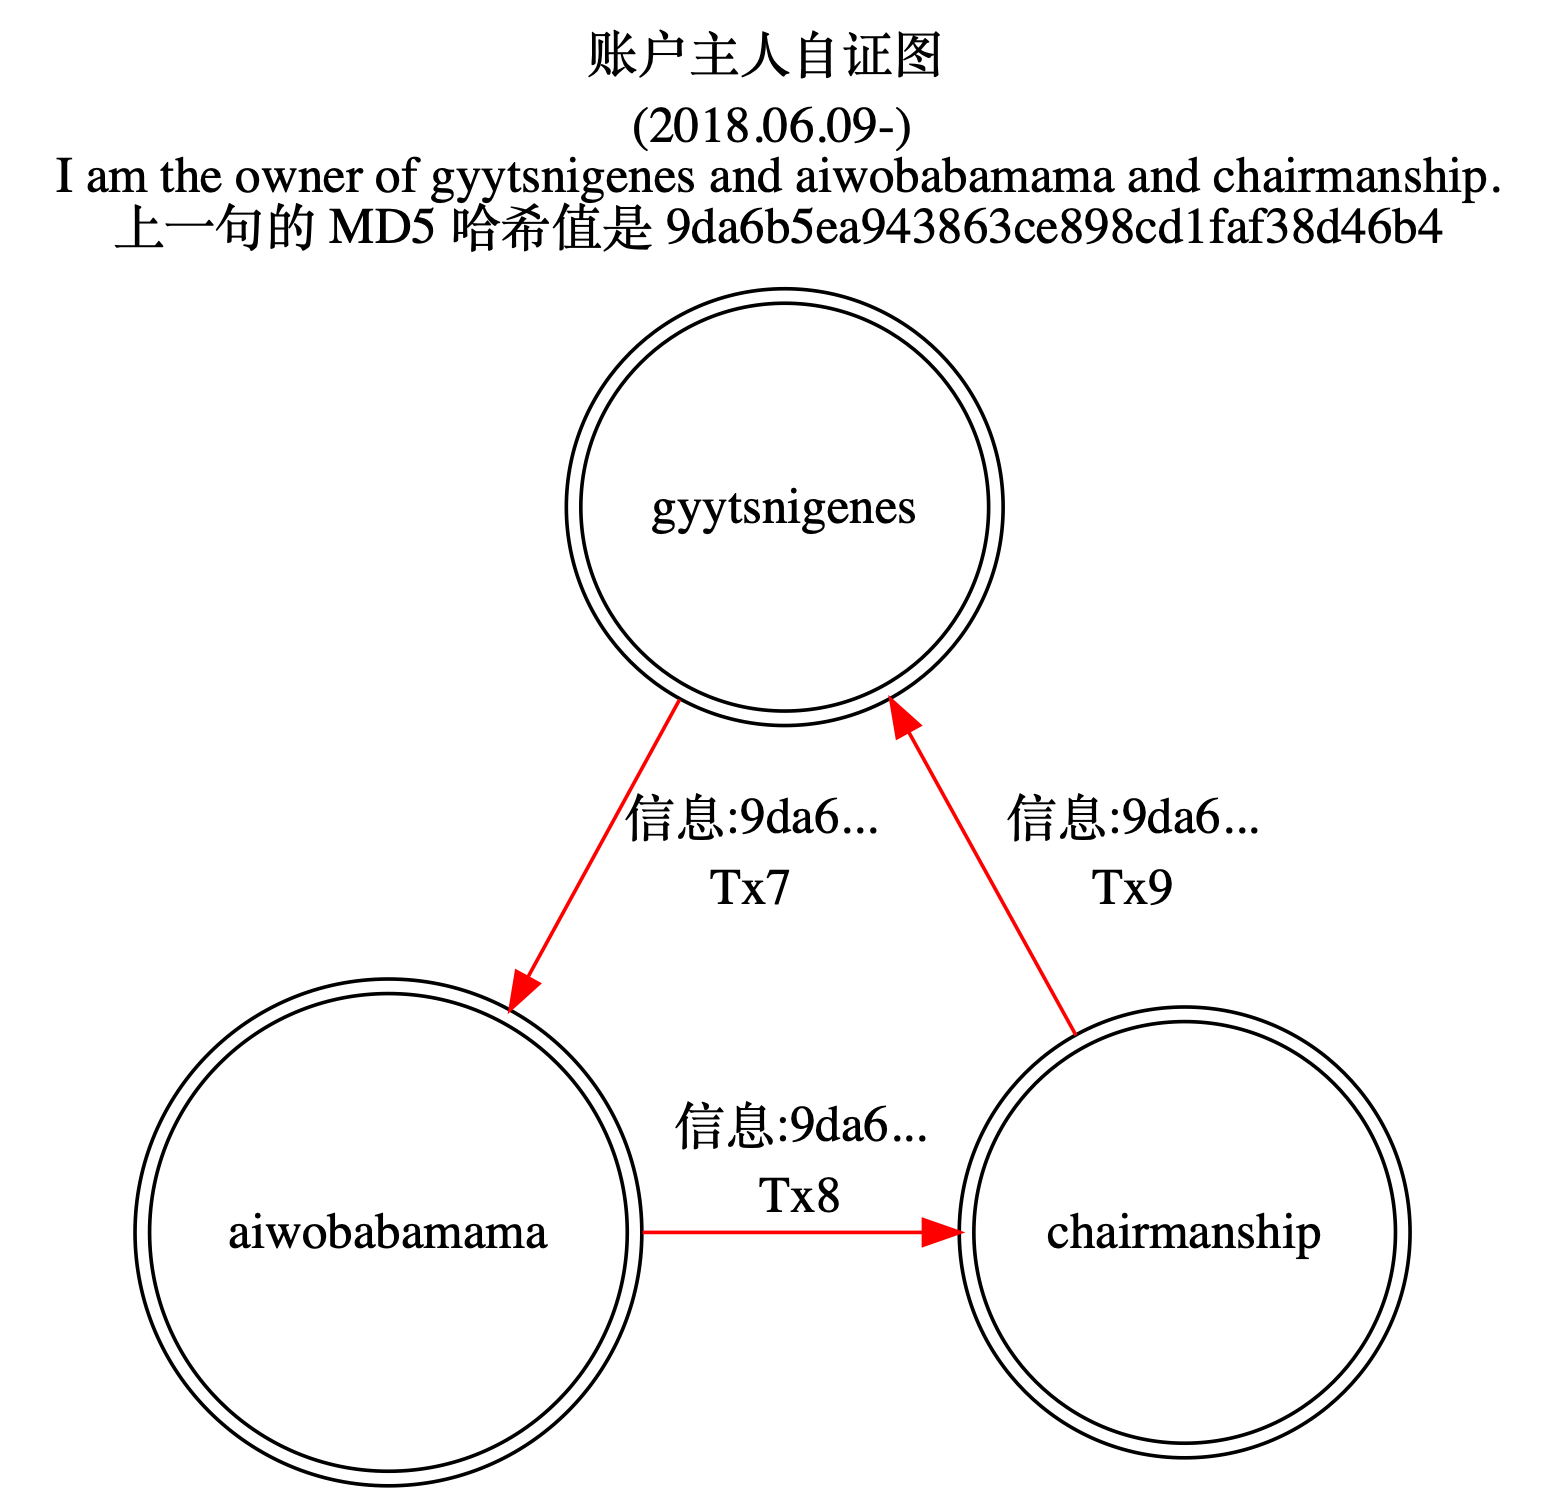 账户主人自证图
(2018.06.09-)
I am the owner of gyytsnigenes and aiwobabamama and chairmanship.
上一句的 MD5 哈希值是 9da6b5ea943863ce898cd1faf38d46b4
gyytsnigenes
信息:9da6...
Tx7
信息:9da6...
Tx9
信息:9da6...
Tx8
aiwobabamama
chairmanship